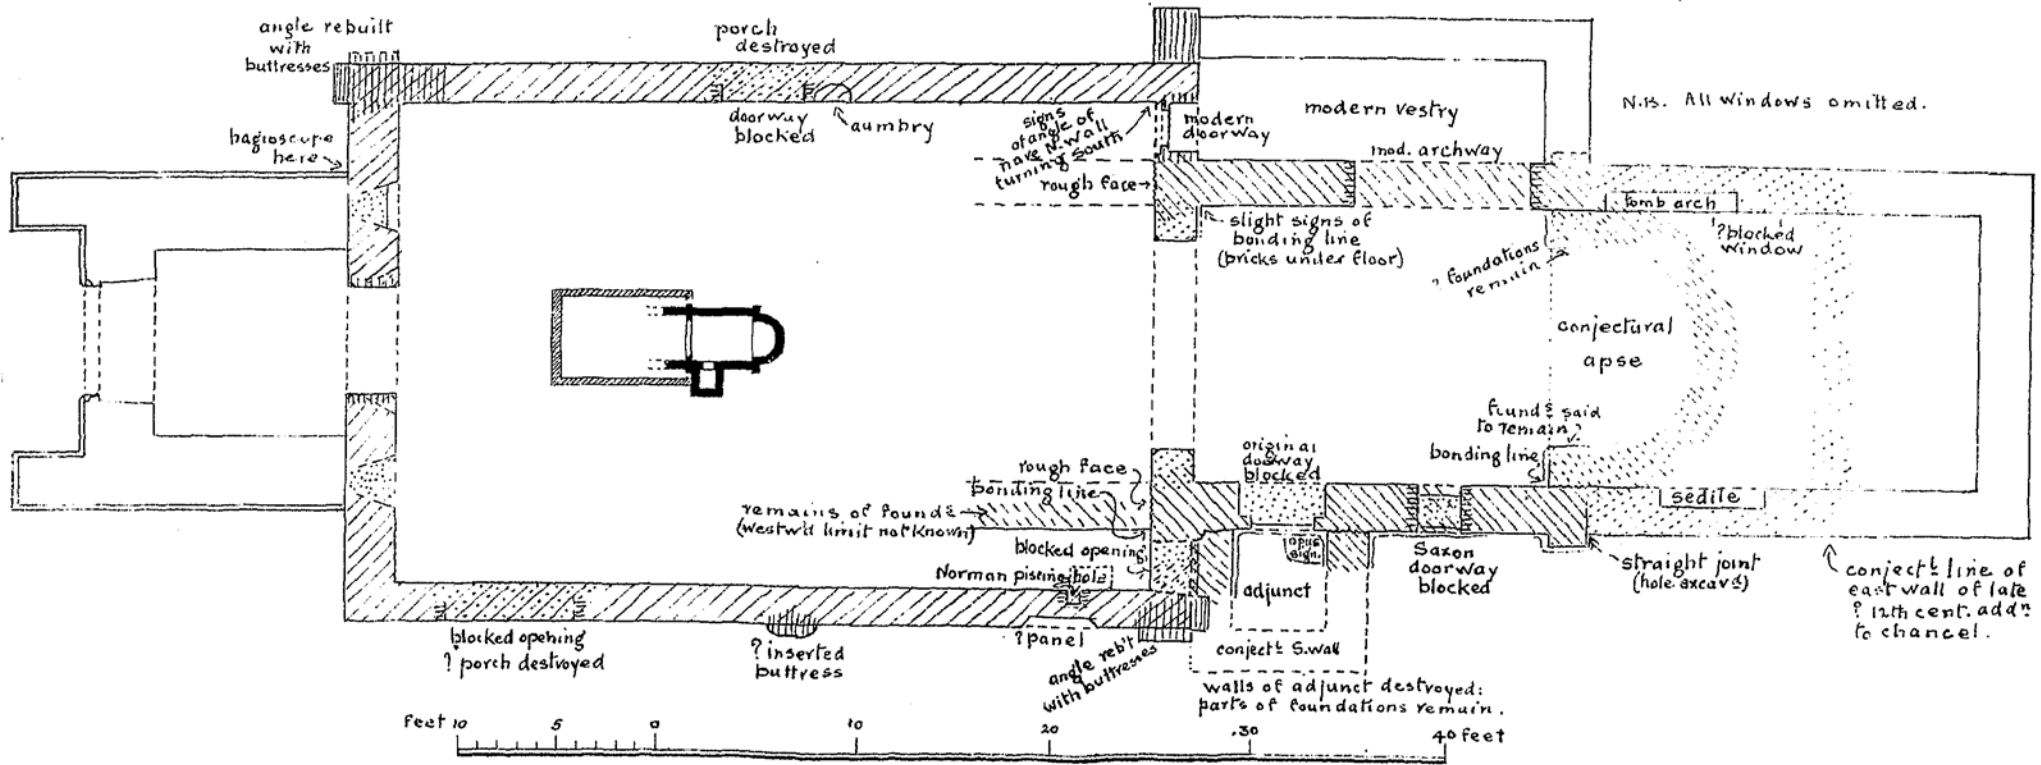 angle rebuilt
with
buttresses
porch
destroyed
hagioscope
here
doorway
blocked
aumbry
signs
of angle of
nave N. wall
turning south
modern
doorway
modern vestry
N.B. All windows omitted.
mod. archway
rough face
tomb arch
slight signs of
bonding line
(bricks under floor)
? blocked
window
? foundations
remain
conjectural
apse
founds said
to remain
bonding line
original
doorway
blocked
rough face
bonding line
remains of founds
(westw'd limit not known)
sedile
blocked opening
opus
sign.
Norman piscina hole
adjunct
Saxon
doorway
blocked
straight joint
(hole excavd)
conjectl line of
east wall of late
? 12th cent. addn
to chancel.
blocked opening
? porch destroyed
? inserted
buttress
? panel
angle reb't
with buttresses
conjectl S. wall
walls of adjunct destroyed:
parts of foundations remain.
Feet 10 5 0 10 20 30 40 feet